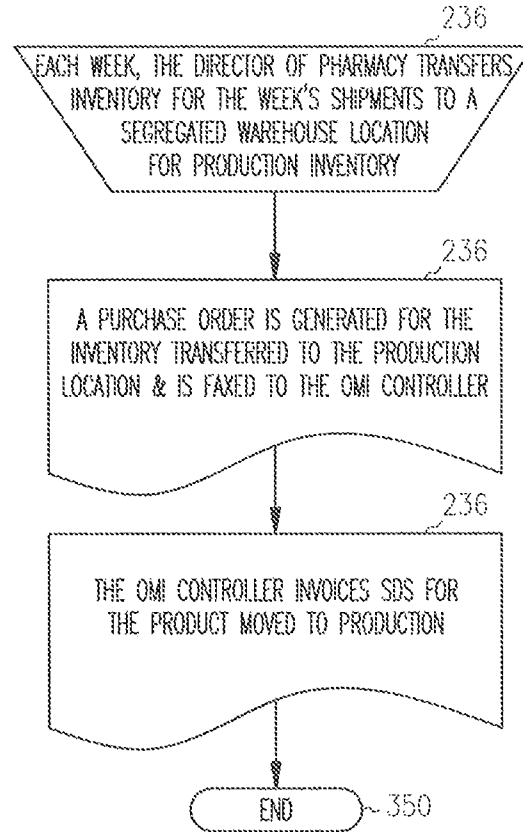 236
EACH WEEK, THE DIRECTOR OF PHARMACY TRANSFERS
INVENTORY FOR THE WEEK'S SHIPMENTS TO A
SEGREGATED WAREHOUSE LOCATION
FOR PRODUCTION INVENTORY
236
A PURCHASE ORDER IS GENERATED FOR THE
INVENTORY TRANSFERRED TO THE PRODUCTION
LOCATION & IS FAXED TO THE OMI CONTROLLER
236
THE OMI CONTROLLER INVOICES SDS FOR
THE PRODUCT MOVED TO PRODUCTION
END 350